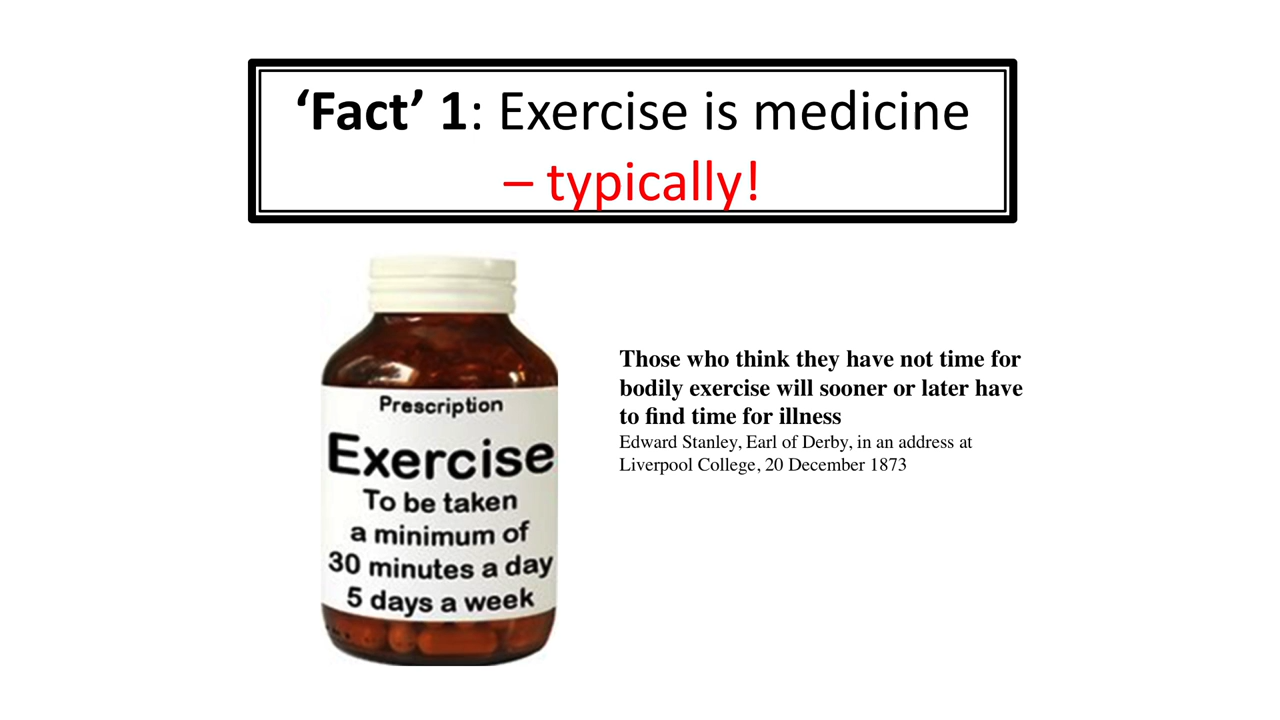 ‘Fact’ 1: Exercise is medicine
– typically!
Prescription
Exercise
To be taken
a minimum of
30 minutes a day
5 days a week
Those who think they have not time for
bodily exercise will sooner or later have
to find time for illness
Edward Stanley, Earl of Derby, in an address at
Liverpool College, 20 December 1873